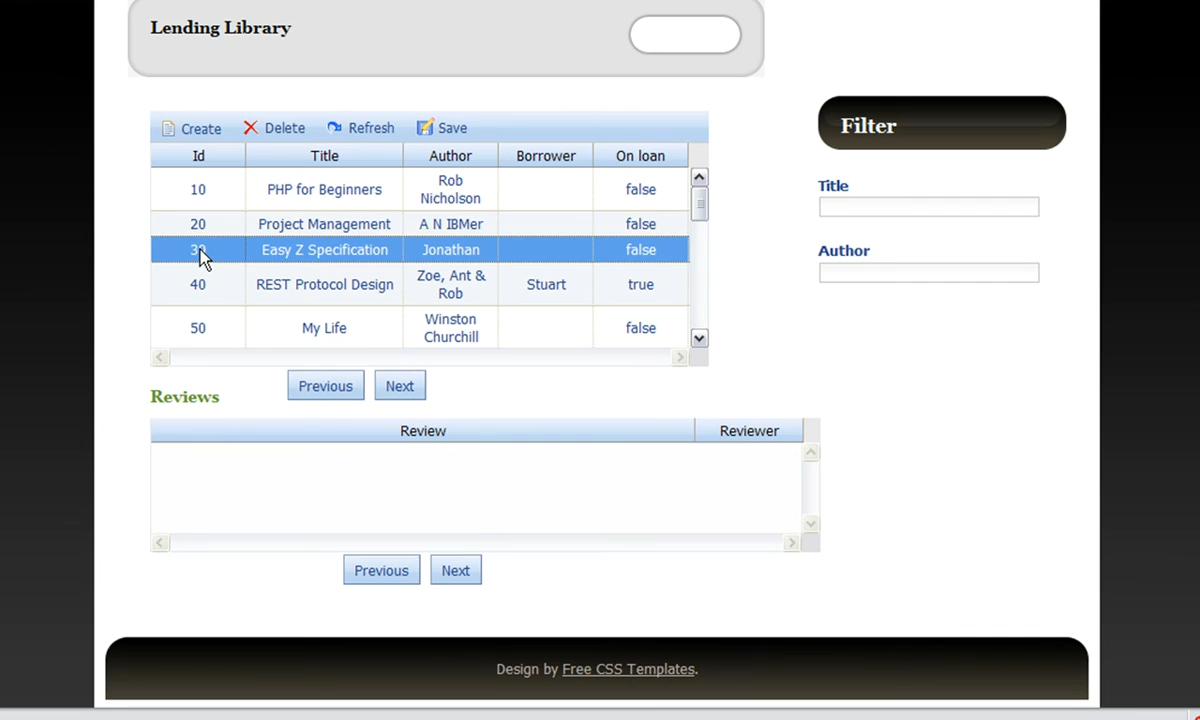 Lending Library
Create Delete Refresh Save
Id Title Author Borrower On loan
10 PHP for Beginners Rob Nicholson false
20 Project Management A N IBMer false
30 Easy Z Specification Jonathan false
40 REST Protocol Design Zoe, Ant & Rob Stuart true
50 My Life Winston Churchill false
Previous Next
Reviews
Review Reviewer
Previous Next
Filter
Title
Author
Design by Free CSS Templates.